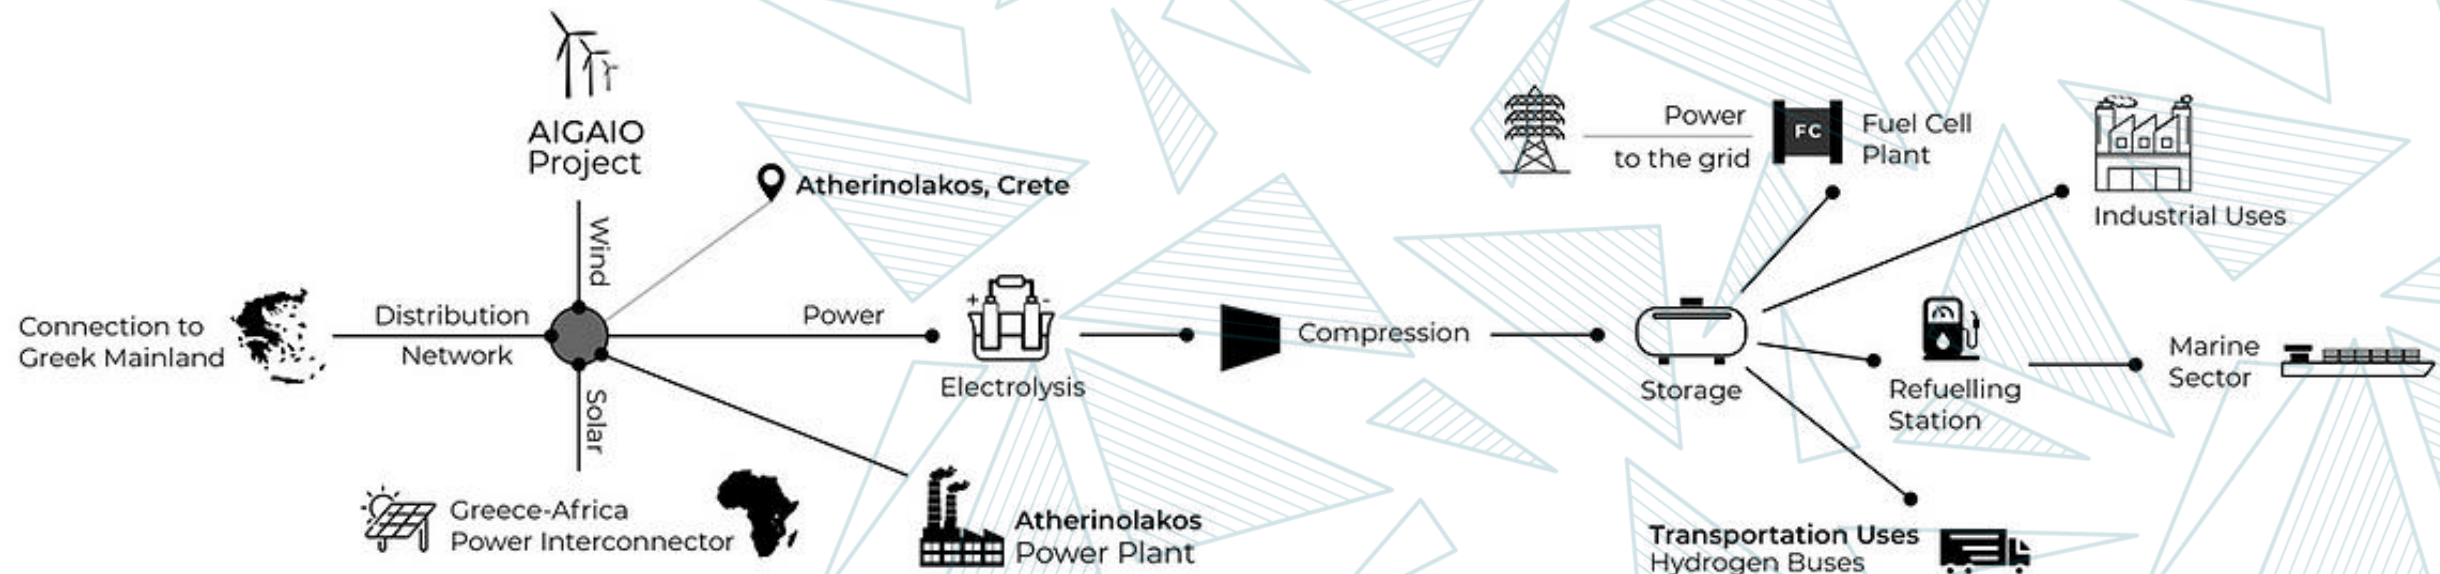 AIGAIO
Project
Wind
Atherinolakos, Crete
Connection to
Greek Mainland
Distribution
Network
Power
+ -
Electrolysis
Compression
Storage
Solar
Greece-Africa
Power Interconnector
Atherinolakos
Power Plant
Power
to the grid
FC
Fuel Cell
Plant
Industrial Uses
Refuelling
Station
Marine
Sector
Transportation Uses
Hydrogen Buses